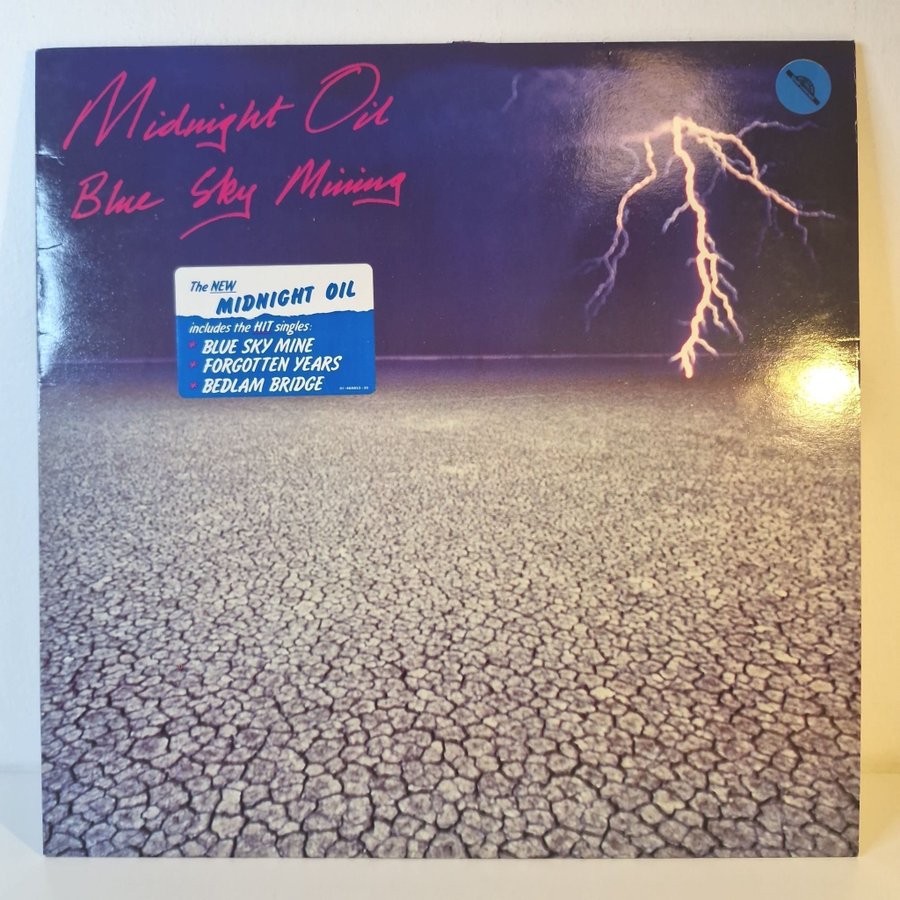 Midnight Oil
Blue Sky Mining
The NEW
MIDNIGHT OIL
includes the HIT singles:
BLUE SKY MINE
FORGOTTEN YEARS
BEDLAM BRIDGE